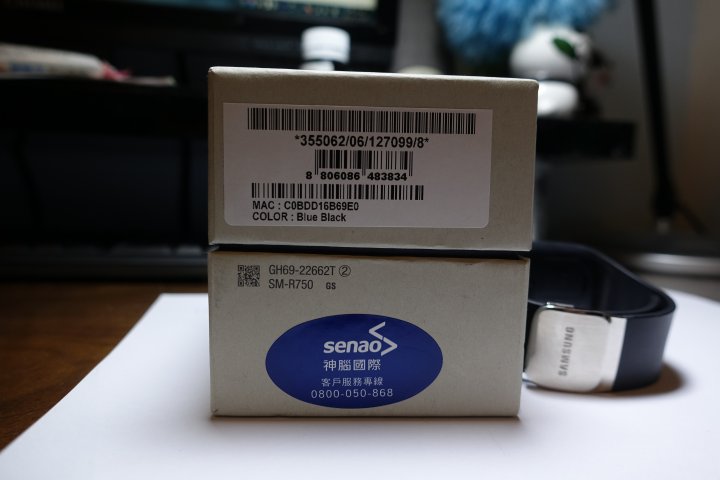 *355062/06/127099/8*
8 806086 483834
MAC : C0BDD16B69E0
COLOR : Blue Black
GH69-22662T ②
SM-R750 GS
senao
神腦國際
客戶服務專線
0800-050-868
SAMSUNG